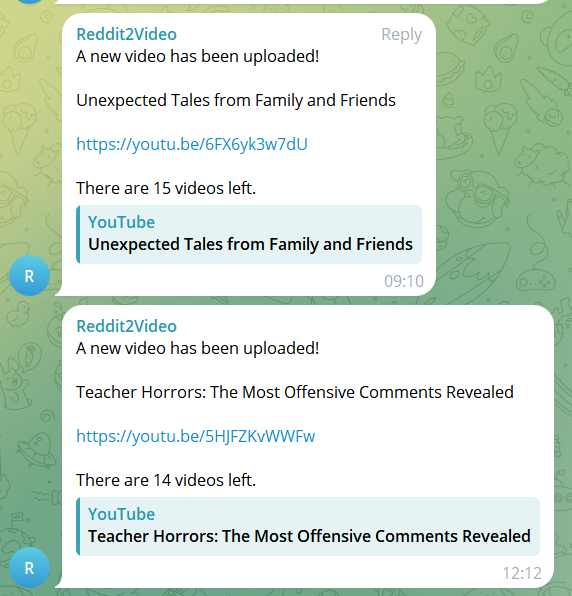 Reddit2Video
Reply
A new video has been uploaded!
Unexpected Tales from Family and Friends
https://youtu.be/6FX6yk3w7dU
There are 15 videos left.
YouTube
Unexpected Tales from Family and Friends
R
09:10
Reddit2Video
A new video has been uploaded!
Teacher Horrors: The Most Offensive Comments Revealed
https://youtu.be/5HJFZKvWWFw
There are 14 videos left.
YouTube
Teacher Horrors: The Most Offensive Comments Revealed
R
12:12